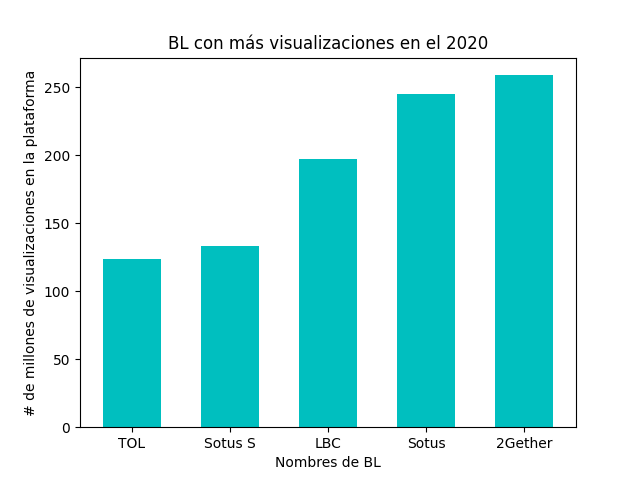 BL con más visualizaciones en el 2020
# de millones de visualizaciones en la plataforma
250
200
150
100
50
0
TOL Sotus S LBC Sotus 2Gether
Nombres de BL